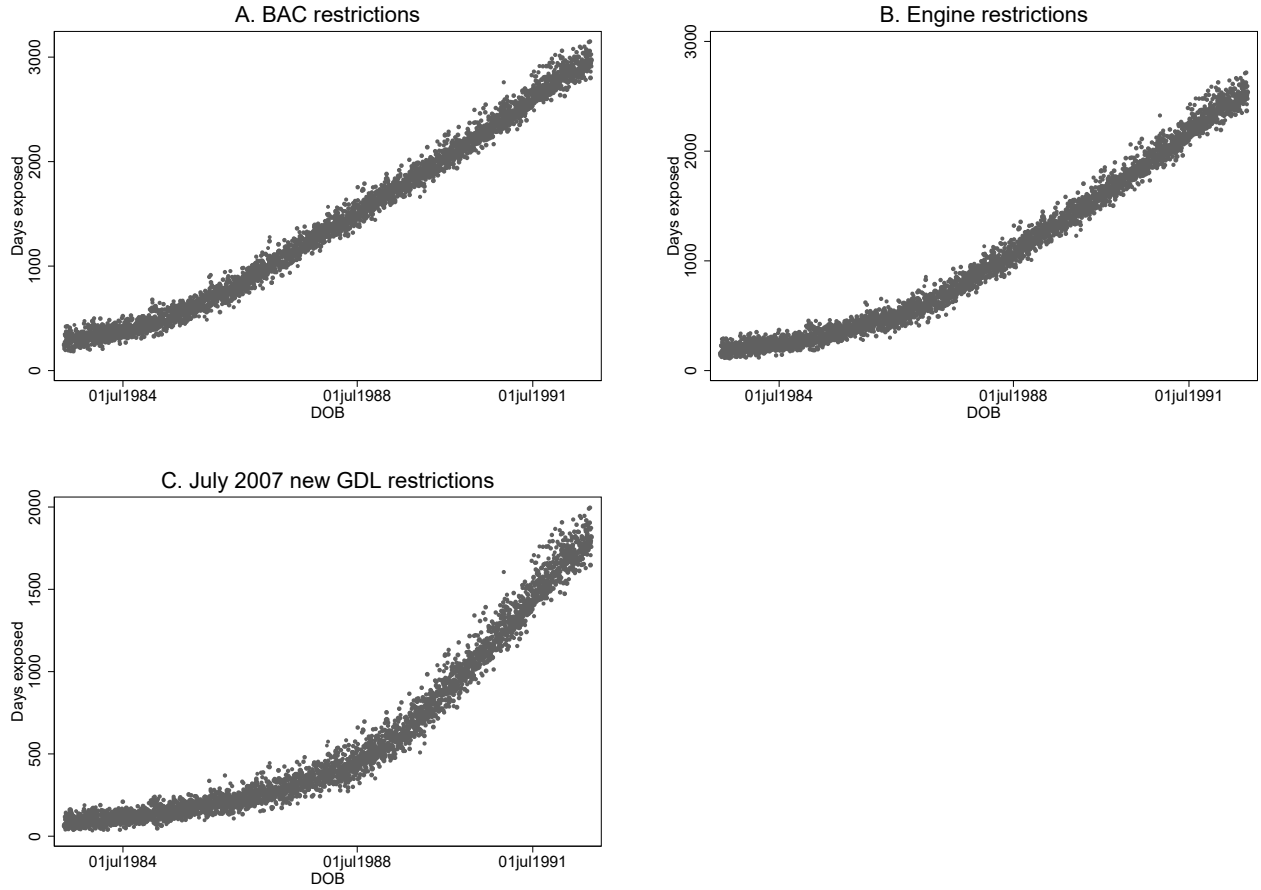 A. BAC restrictions
Days exposed
3000
2000
1000
0
01jul1984 01jul1988 01jul1991
DOB
B. Engine restrictions
Days exposed
3000
2000
1000
0
01jul1984 01jul1988 01jul1991
DOB
C. July 2007 new GDL restrictions
Days exposed
2000
1500
1000
500
0
01jul1984 01jul1988 01jul1991
DOB